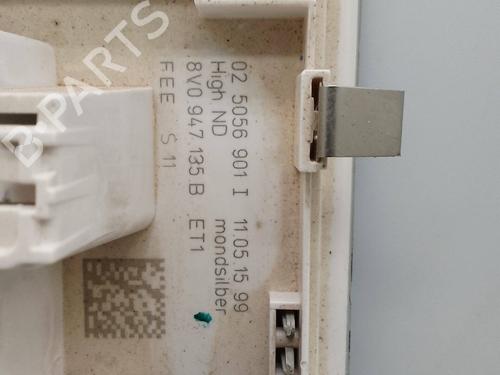 02 5056 901 I 11.05.15 99
High ND mondsilber
8V0 947 135 B ET1
FEE S 11
B-PARTS